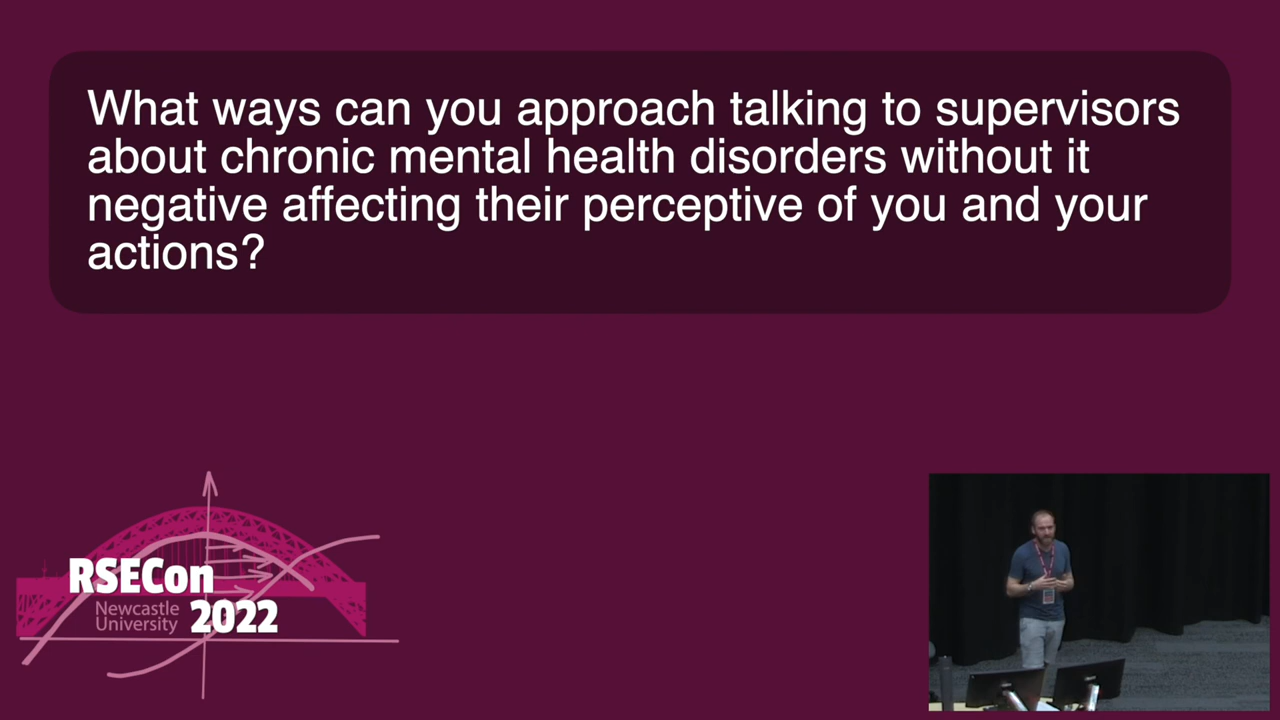 What ways can you approach talking to supervisors
about chronic mental health disorders without it
negative affecting their perceptive of you and your
actions?
RSECon
Newcastle
University
2022